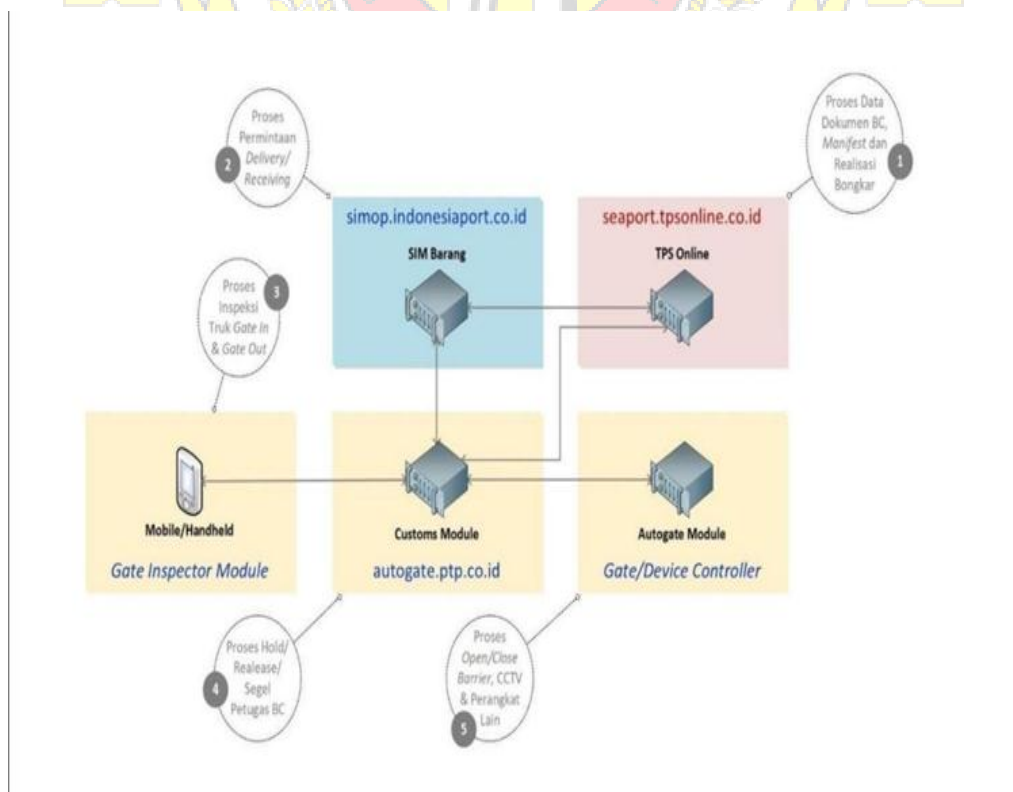 Proses
Permintaan
Delivery/
Receiving
2
Proses Data
Dokumen BC,
Manifest dan
Realisasi
Bongkar
1
simop.indonesiaport.co.id
SIM Barang
seaport.tpsonline.co.id
TPS Online
Proses
Inspeksi
Truk Gate In
& Gate Out
3
Mobile/Handheld
Gate Inspector Module
Customs Module
autogate.ptp.co.id
Autogate Module
Gate/Device Controller
Proses Hold/
Realease/
Segel
Petugas BC
4
Proses
Open/Close
Barrier, CCTV
& Perangkat
Lain
5